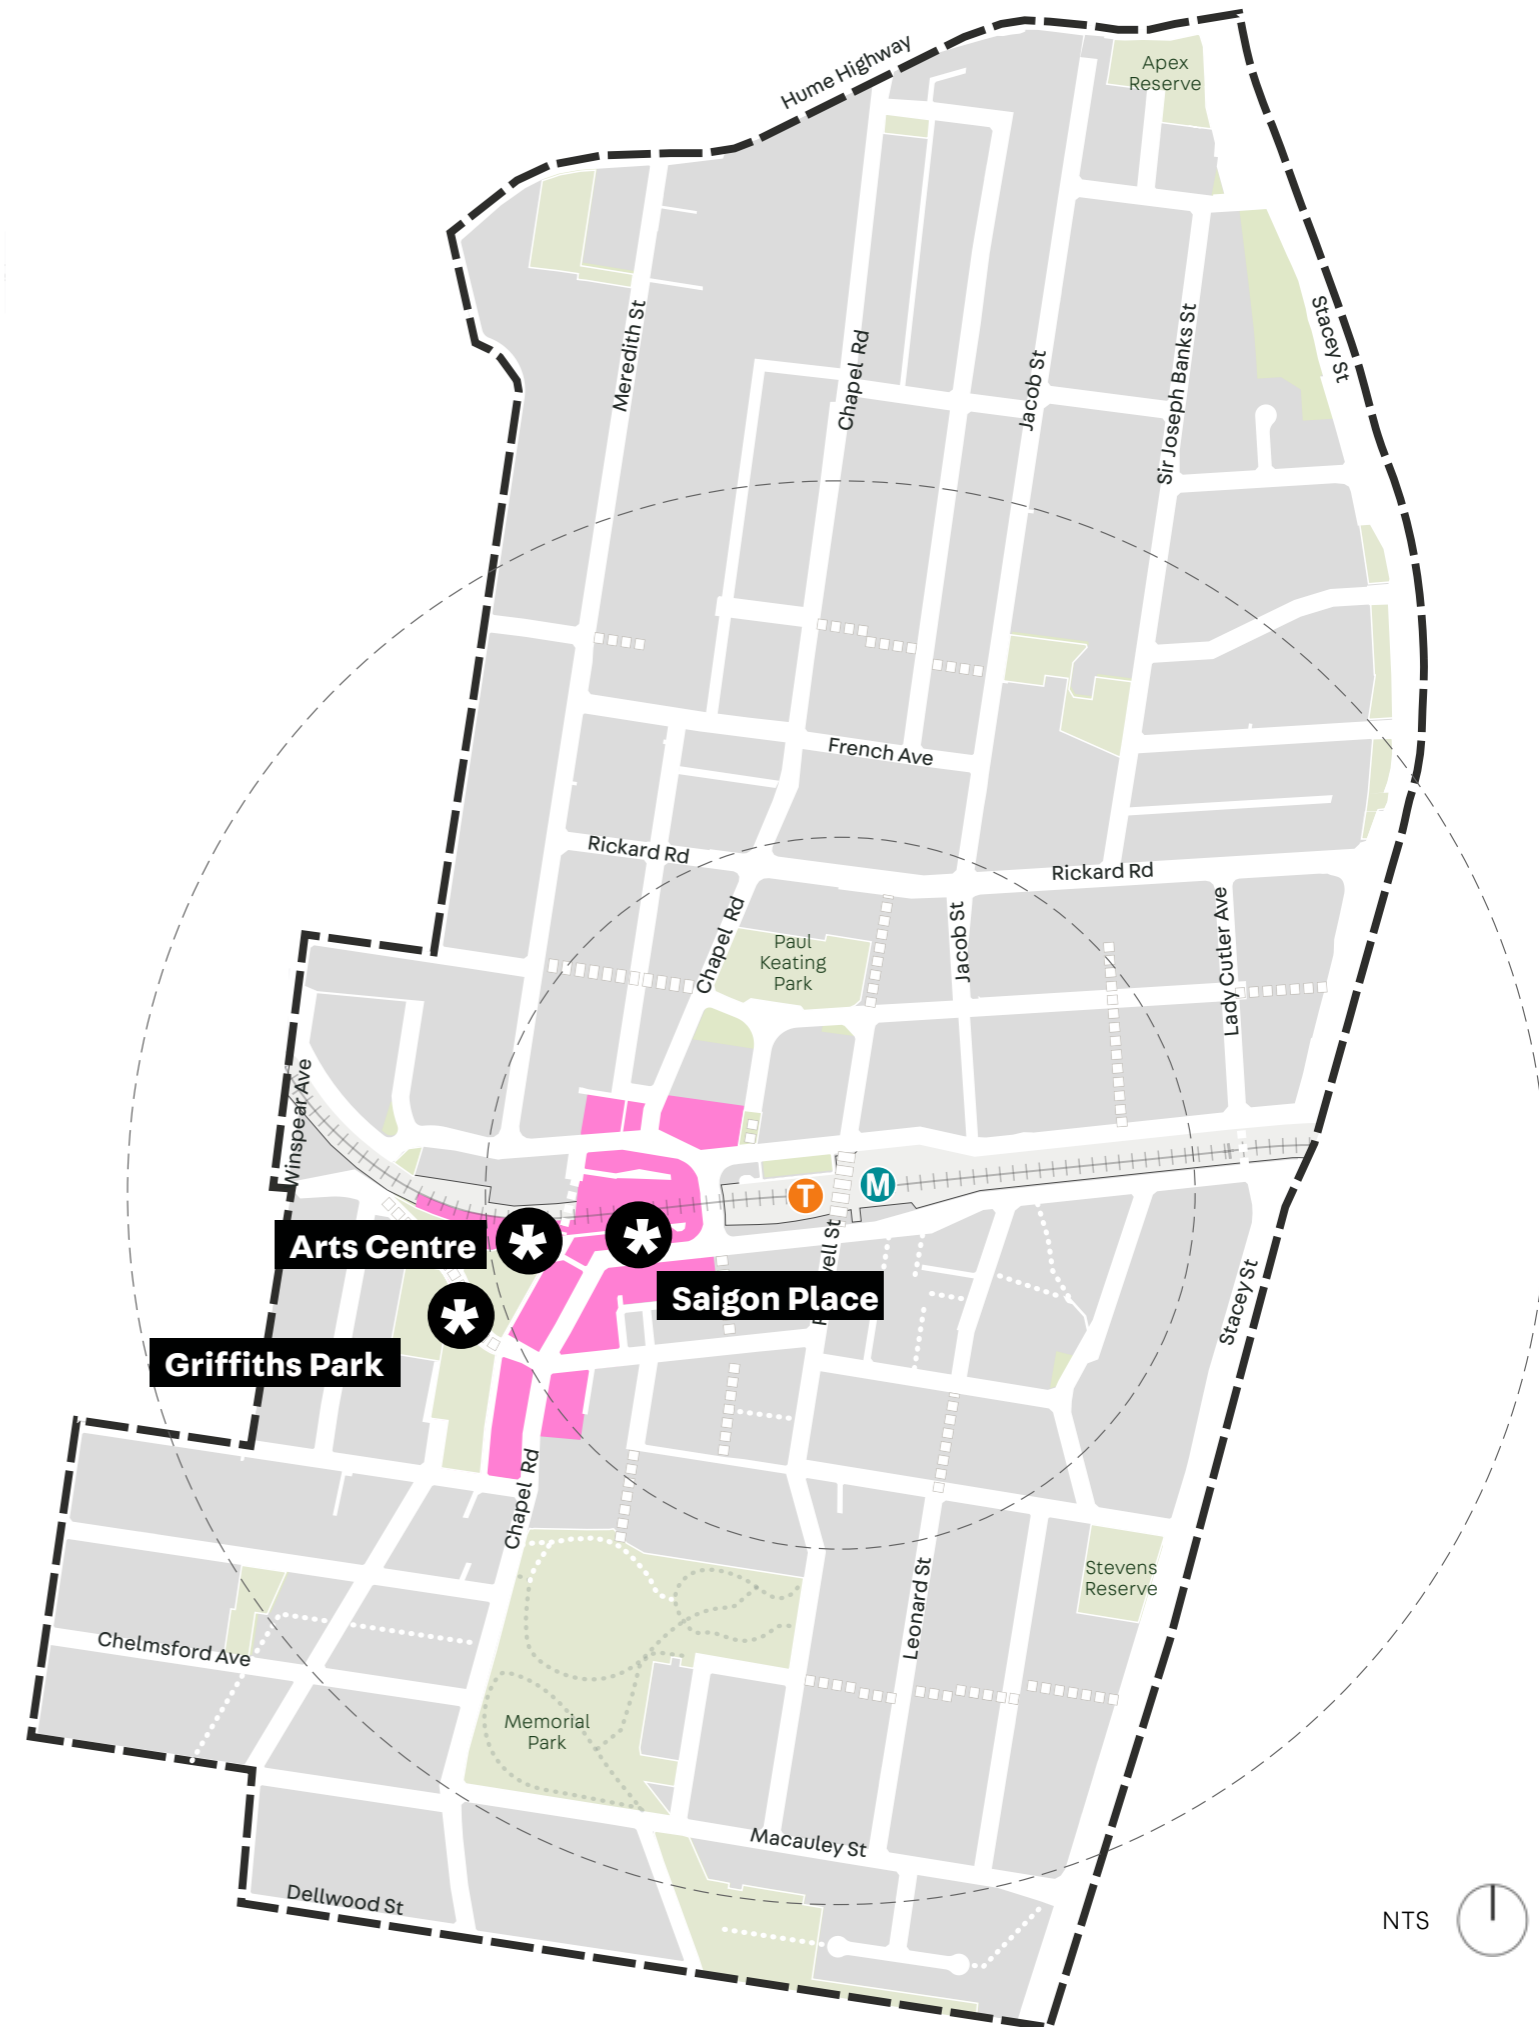 Hume Highway
Apex
Reserve
Meredith St
Chapel Rd
Jacob St
Sir Joseph Banks St
Stacey St
French Ave
Rickard Rd
Rickard Rd
Chapel Rd
Paul
Keating
Park
Jacob St
Lady Cutler Ave
Winspear Ave
T
M
Arts Centre
Saigon Place
Griffiths Park
Stacey St
Chapel Rd
Stevens
Reserve
Leonard St
Chelmsford Ave
Memorial
Park
Macauley St
Dellwood St
NTS